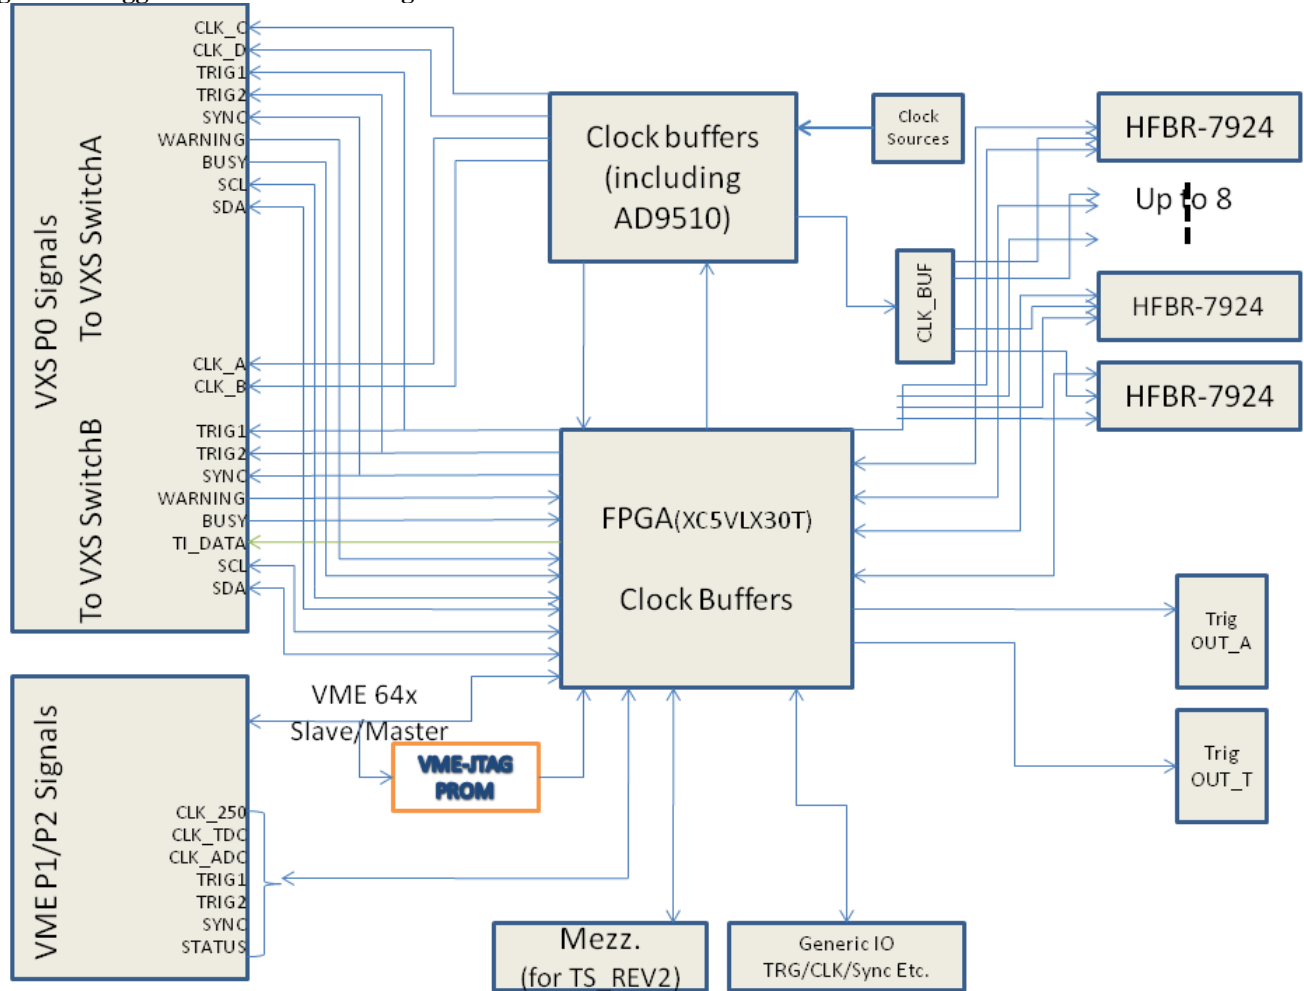 CLK_C
CLK_D
TRIG1
TRIG2
SYNC
WARNING
BUSY
SCL
SDA
VXS P0 Signals
To VXS SwitchA
CLK_A
CLK_B
To VXS SwitchB
TRIG1
TRIG2
SYNC
WARNING
BUSY
TI_DATA
SCL
SDA
Clock buffers
(including
AD9510)
Clock
Sources
HFBR-7924
Up to 8
CLK_BUF
HFBR-7924
HFBR-7924
FPGA(XC5VLX30T)
Clock Buffers
Trig
OUT_A
Trig
OUT_T
VME 64x
Slave/Master
VME-JTAG
PROM
VME P1/P2 Signals
CLK_250
CLK_TDC
CLK_ADC
TRIG1
TRIG2
SYNC
STATUS
Mezz.
(for TS_REV2)
Generic IO
TRG/CLK/Sync Etc.